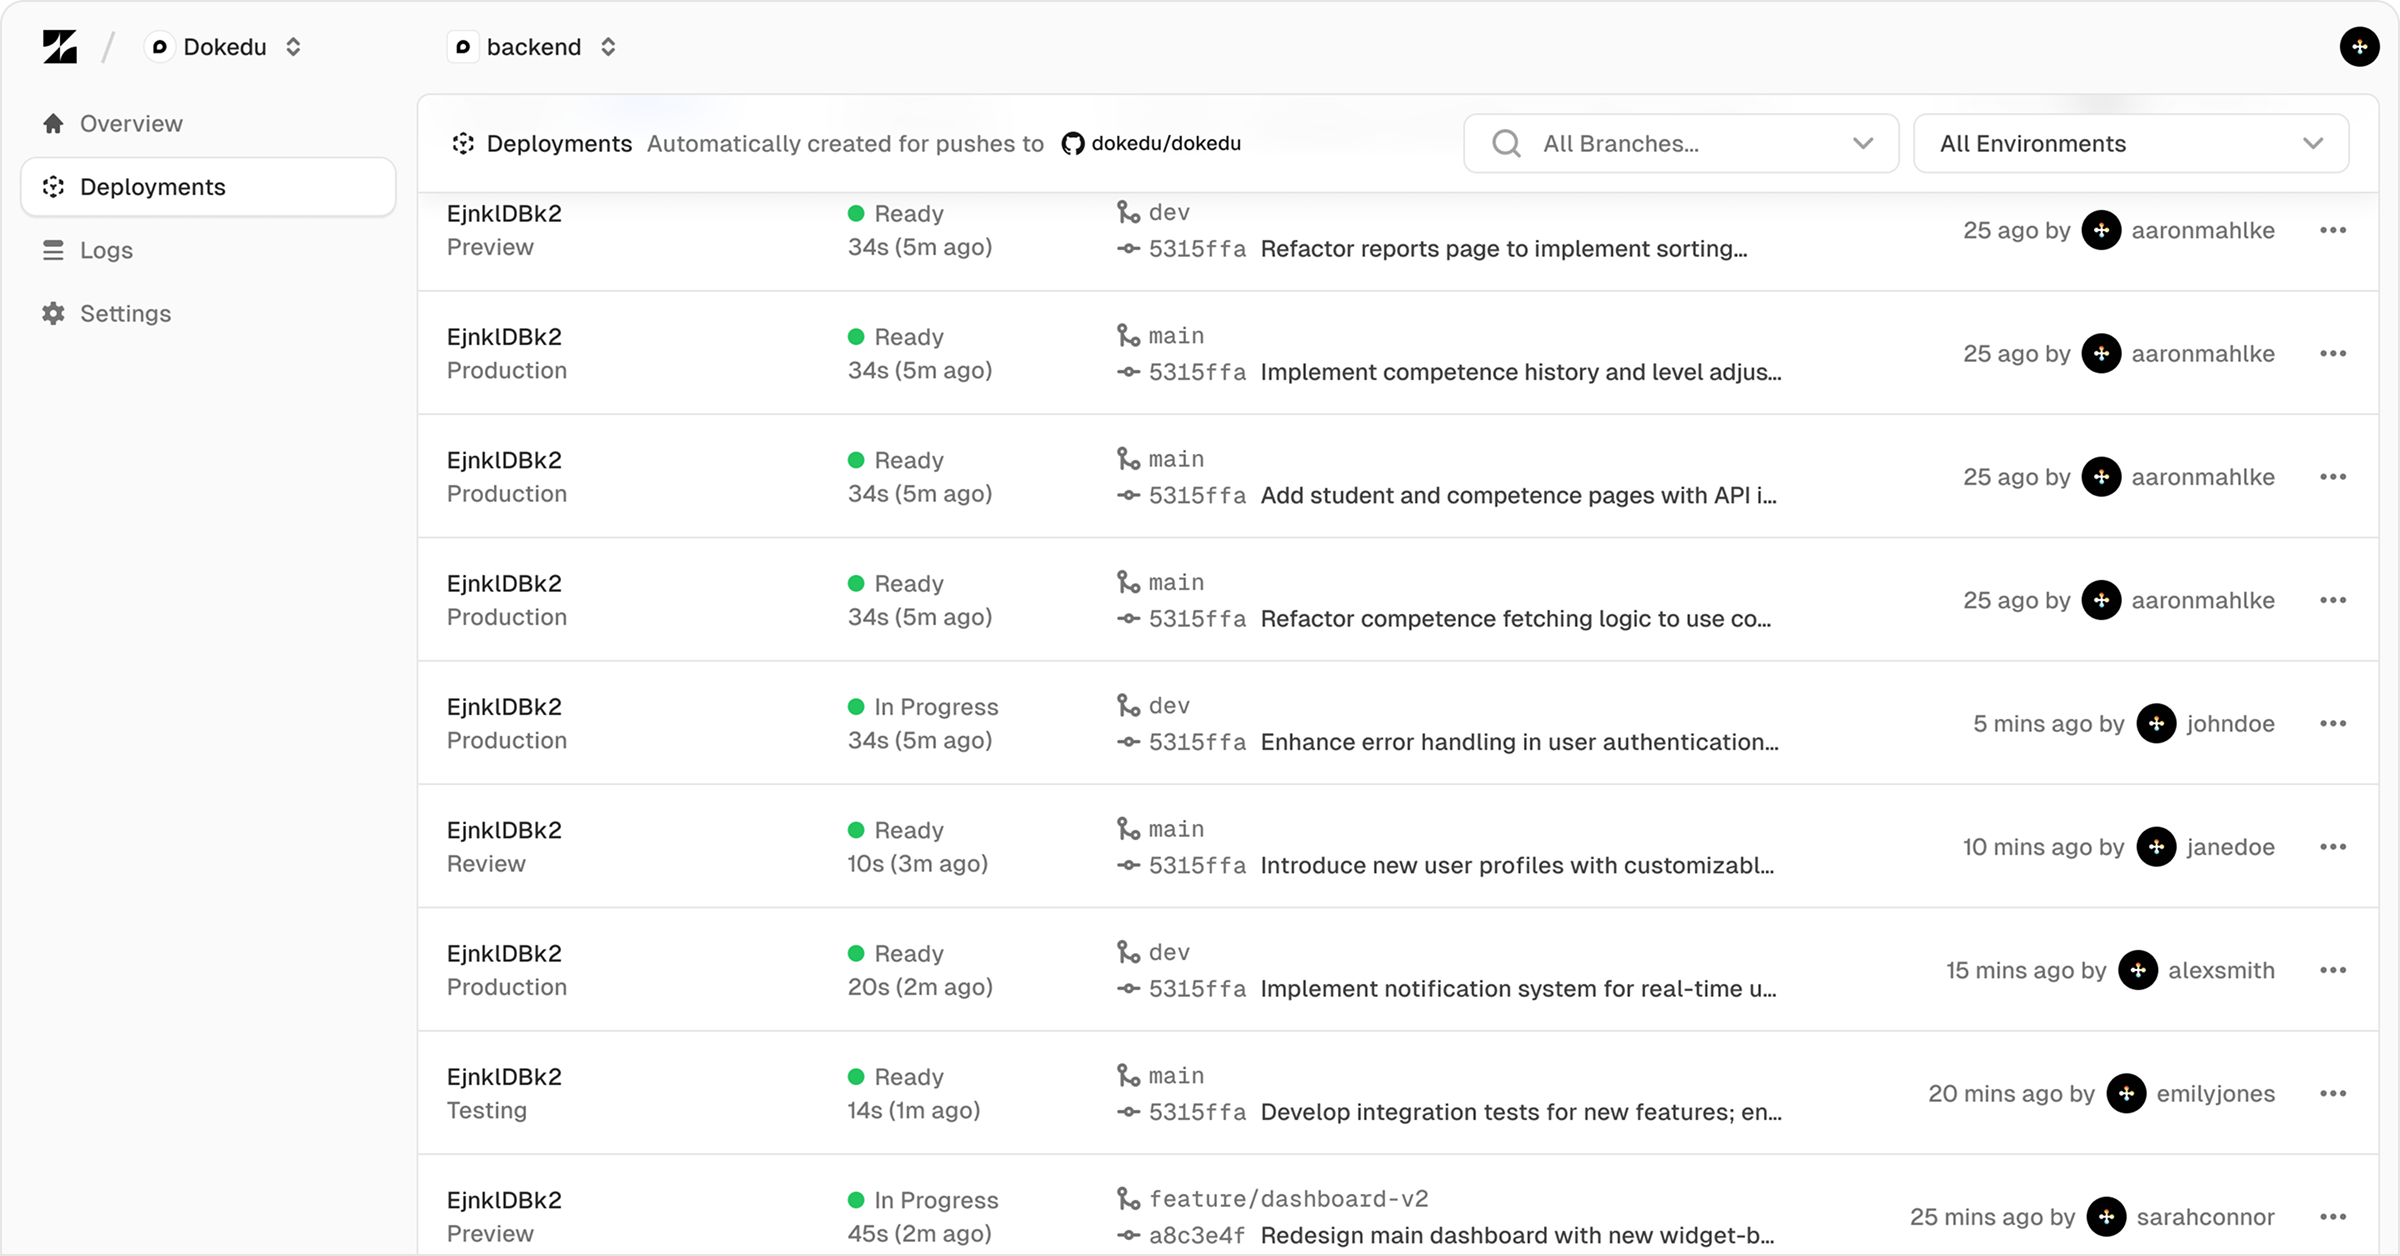 Dokedu
backend
Overview
Deployments
Logs
Settings
Deployments Automatically created for pushes to dokedu/dokedu
All Branches...
All Environments
EjnklDBk2
Preview
Ready
34s (5m ago)
dev
5315ffa Refactor reports page to implement sorting...
25 ago by aaronmahlke
EjnklDBk2
Production
Ready
34s (5m ago)
main
5315ffa Implement competence history and level adjus...
25 ago by aaronmahlke
EjnklDBk2
Production
Ready
34s (5m ago)
main
5315ffa Add student and competence pages with API i...
25 ago by aaronmahlke
EjnklDBk2
Production
Ready
34s (5m ago)
main
5315ffa Refactor competence fetching logic to use co...
25 ago by aaronmahlke
EjnklDBk2
Production
In Progress
34s (5m ago)
dev
5315ffa Enhance error handling in user authentication...
5 mins ago by johndoe
EjnklDBk2
Review
Ready
10s (3m ago)
main
5315ffa Introduce new user profiles with customizabl...
10 mins ago by janedoe
EjnklDBk2
Production
Ready
20s (2m ago)
dev
5315ffa Implement notification system for real-time u...
15 mins ago by alexsmith
EjnklDBk2
Testing
Ready
14s (1m ago)
main
5315ffa Develop integration tests for new features; en...
20 mins ago by emilyjones
EjnklDBk2
Preview
In Progress
45s (2m ago)
feature/dashboard-v2
a8c3e4f Redesign main dashboard with new widget-b...
25 mins ago by sarahconnor